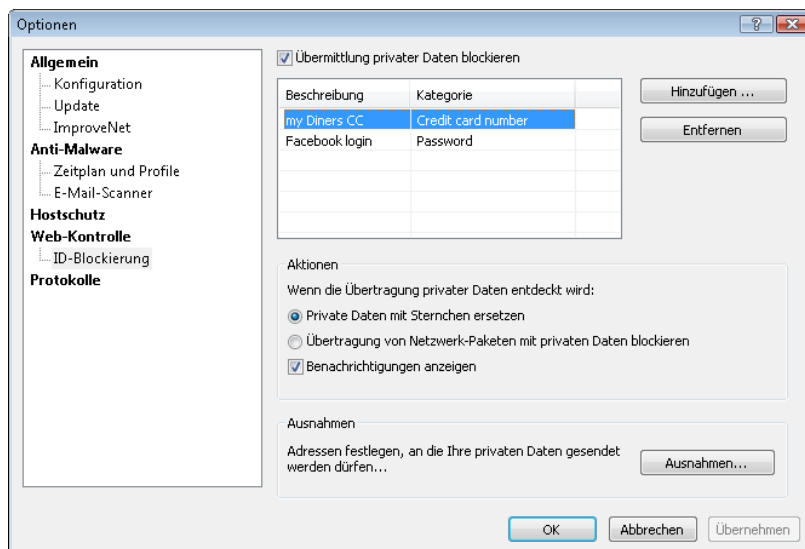 Optionen
Allgemein
Konfiguration
Update
ImproveNet
Anti-Malware
Zeitplan und Profile
E-Mail-Scanner
Hostschutz
Web-Kontrolle
ID-Blockierung
Protokolle
Übermittlung privater Daten blockieren
Beschreibung Kategorie
my Diners CC Credit card number
Facebook login Password
Hinzufügen ...
Entfernen
Aktionen
Wenn die Übertragung privater Daten entdeckt wird:
Private Daten mit Sternchen ersetzen
Übertragung von Netzwerk-Paketen mit privaten Daten blockieren
Benachrichtigungen anzeigen
Ausnahmen
Adressen festlegen, an die Ihre privaten Daten gesendet
werden dürfen...
Ausnahmen...
OK Abbrechen Übernehmen